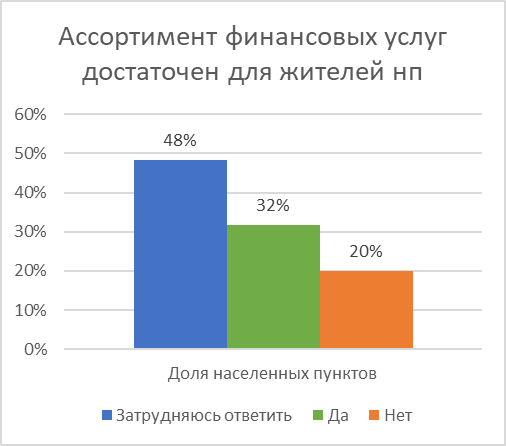 Ассортимент финансовых услуг
достаточен для жителей нп
60%
50%
40%
30%
20%
10%
0%
48%
32%
20%
Доля населенных пунктов
Затрудняюсь ответить Да Нет